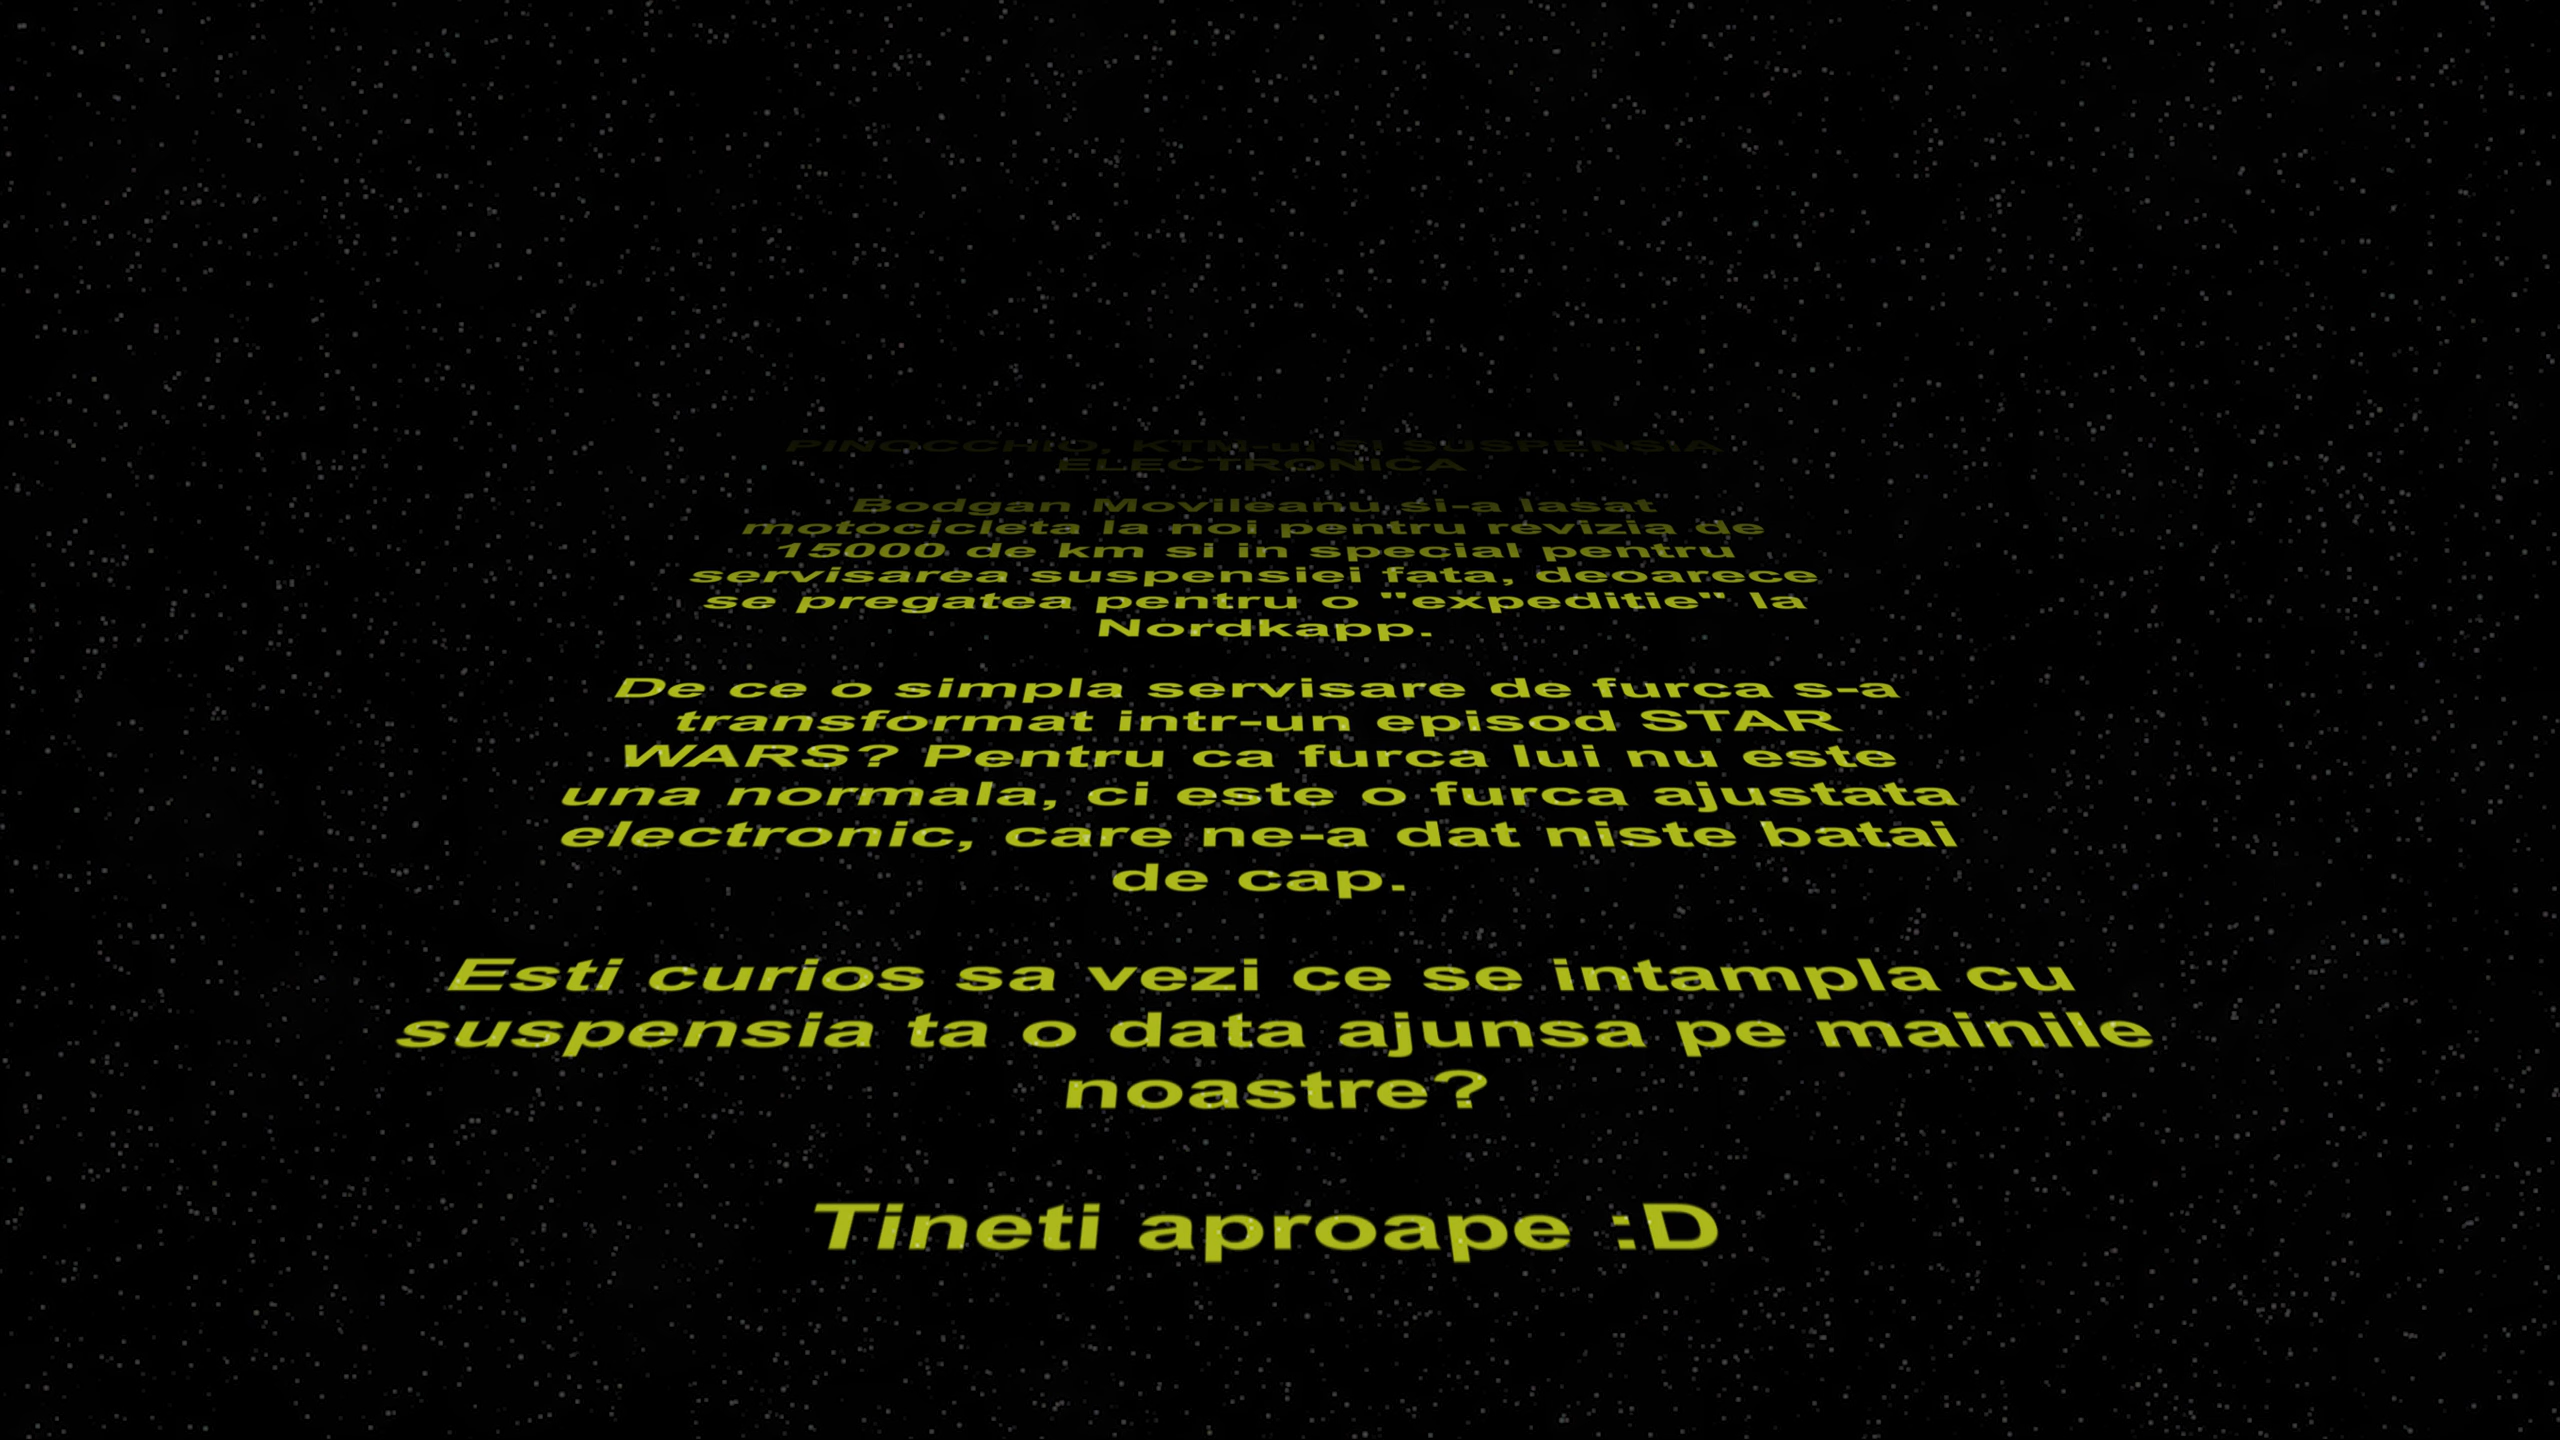 PINOCCHIO, KTM-ul SI SUSPENSIA
ELECTRONICA
Bodgan Movileanu si-a lasat
motocicleta la noi pentru revizia de
15000 de km si in special pentru
servisarea suspensiei fata, deoarece
se pregatea pentru o "expeditie" la
Nordkapp.
De ce o simpla servisare de furca s-a
transformat intr-un episod STAR
WARS? Pentru ca furca lui nu este
una normala, ci este o furca ajustata
electronic, care ne-a dat niste batai
de cap.
Esti curios sa vezi ce se intampla cu
suspensia ta o data ajunsa pe mainile
noastre?
Tineti aproape :D